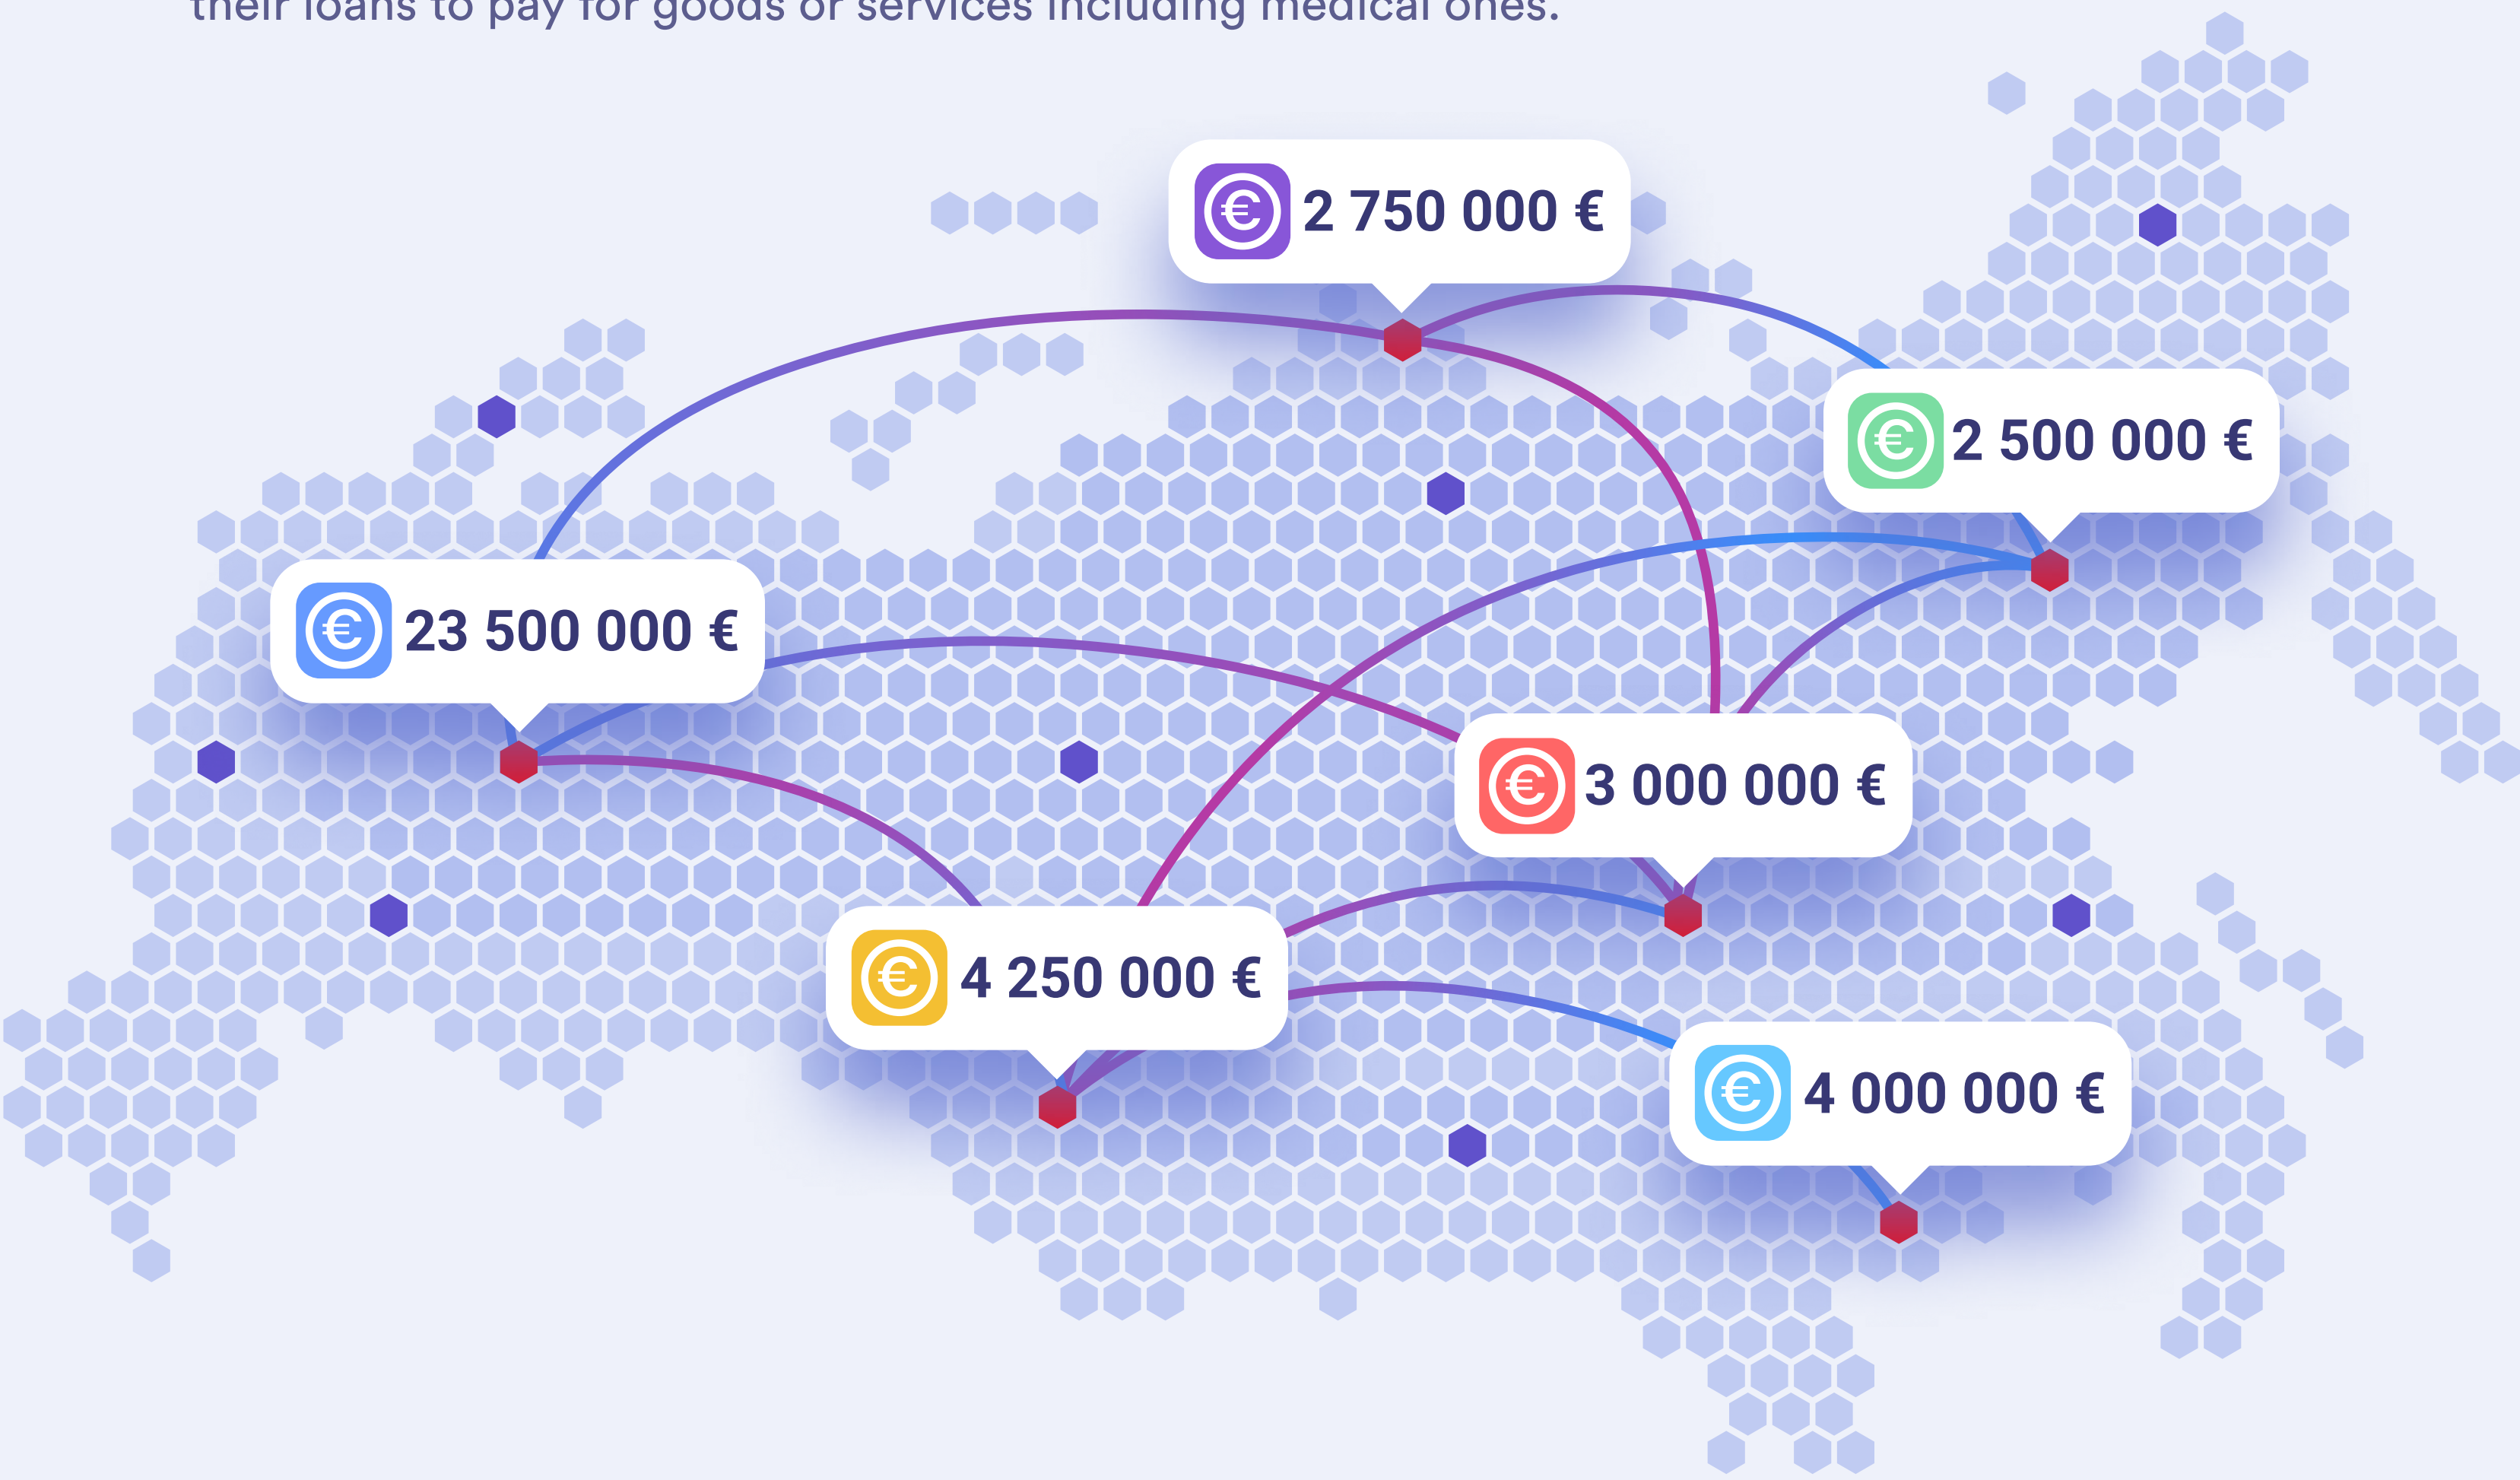 their loans to pay for goods or services including medical ones.
€ 2 750 000 €
€ 2 500 000 €
€ 23 500 000 €
€ 3 000 000 €
€ 4 250 000 €
€ 4 000 000 €